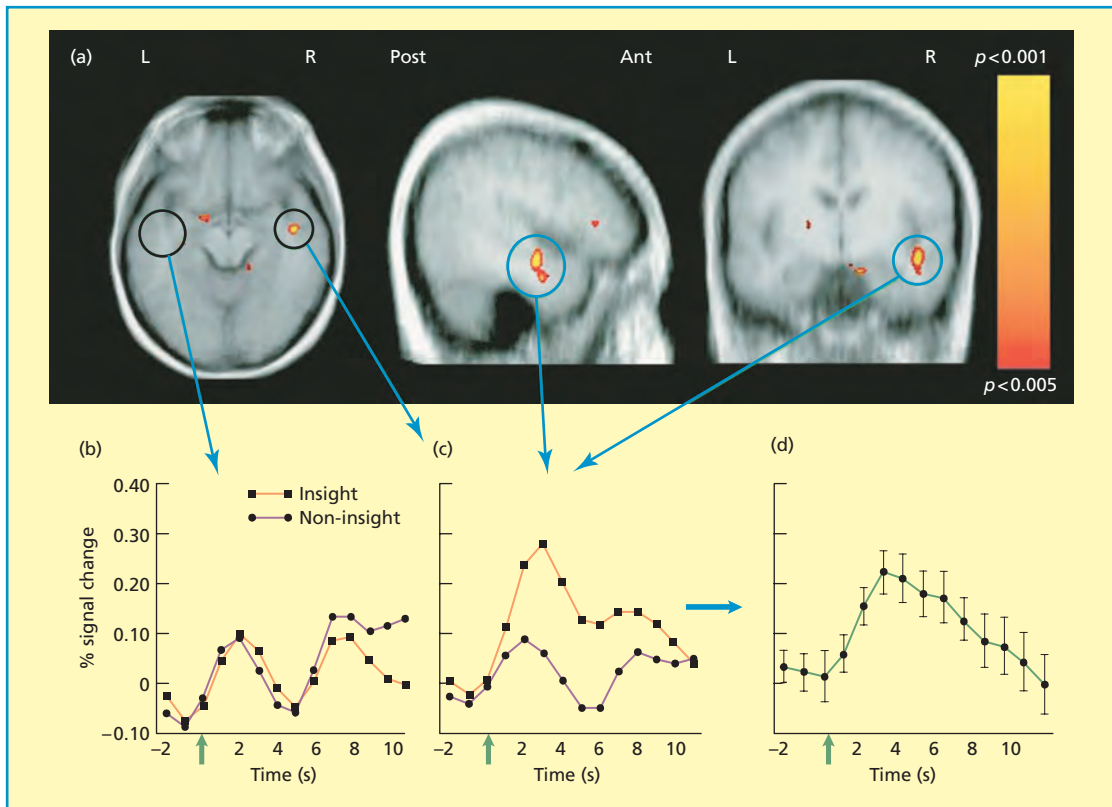 (a) L R Post Ant L R p<0.001
p<0.005
(b) (c) (d)
Insight
Non-insight
0.40
0.30
0.20
0.10
0
–0.10
% signal change
–2 2 4 6 8 10
Time (s)
–2 2 4 6 8 10
Time (s)
–2 2 4 6 8 10
Time (s)